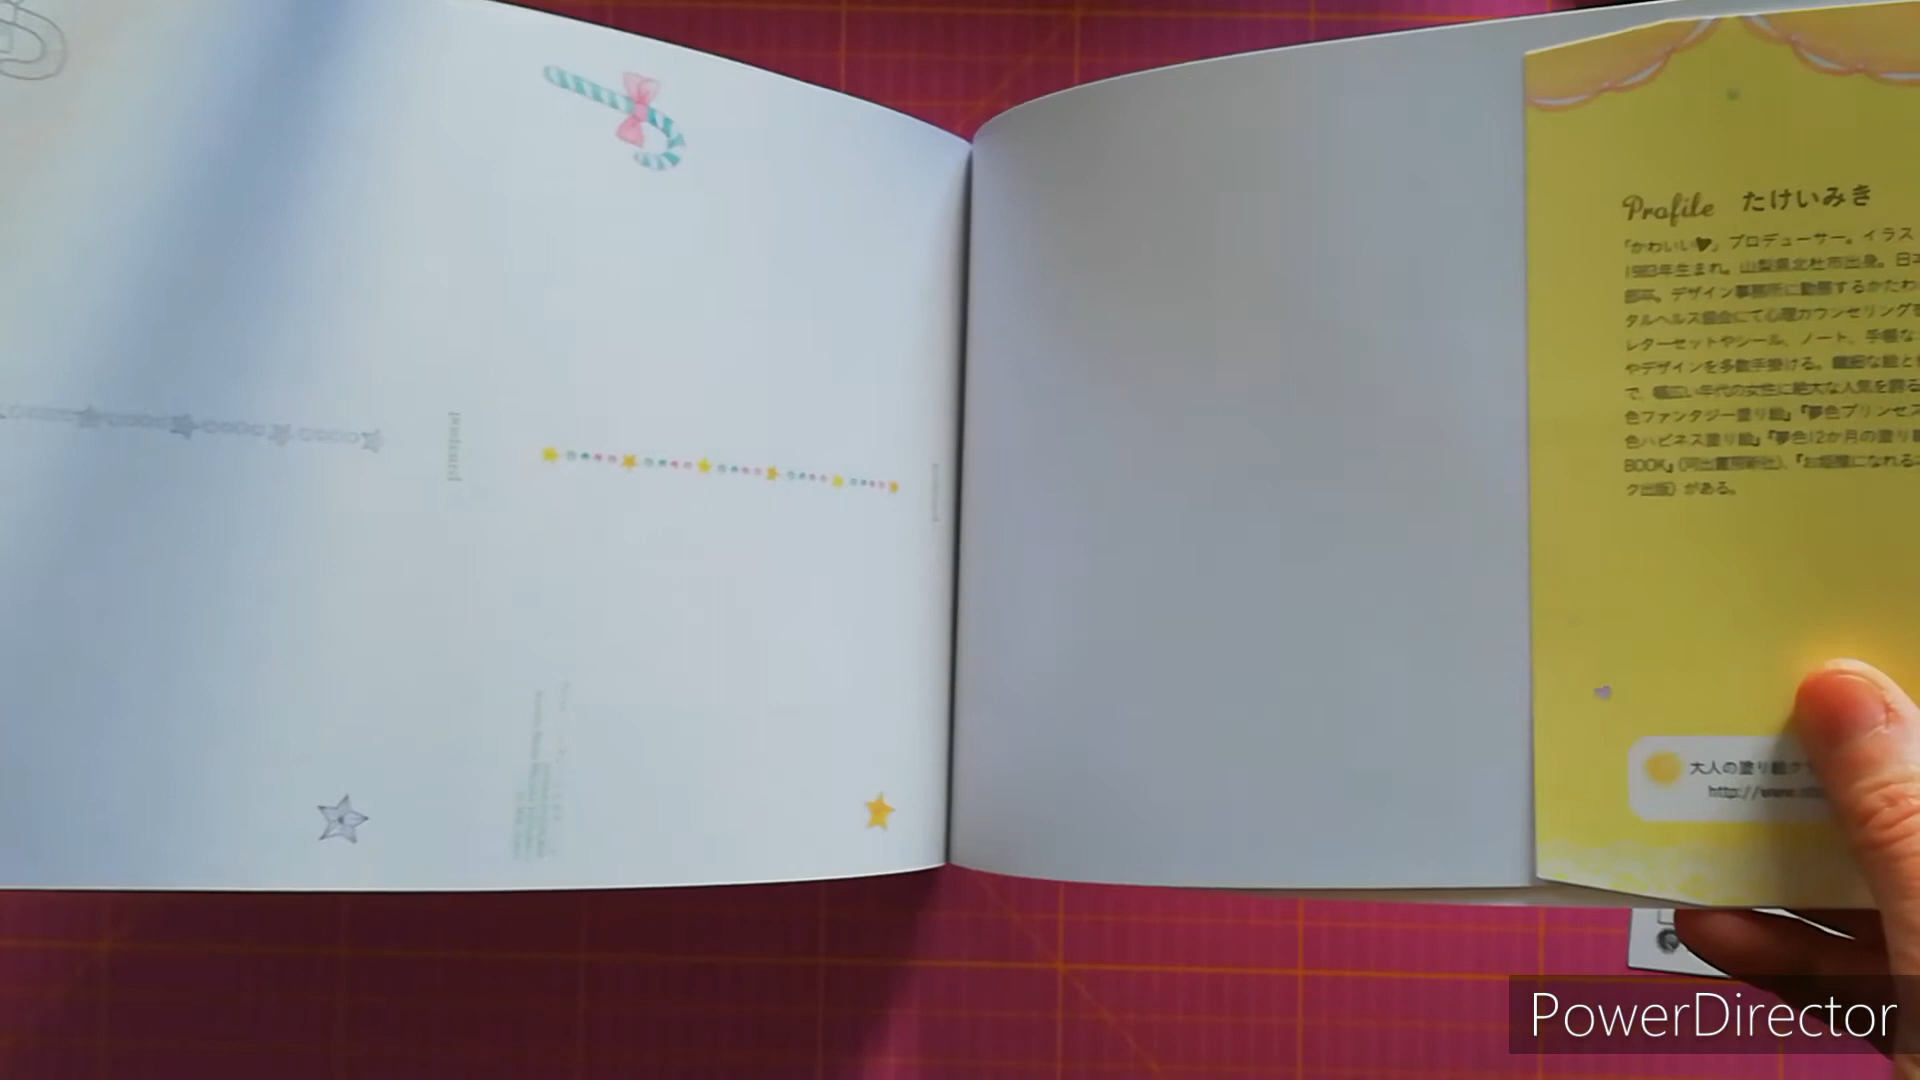 postcard
Profile たけいみき
「かわいい♥」プロデューサー。イラス
1983年生まれ。山梨県北杜市出身。日本
部卒。デザイン事務所に勤務するかたわ
タルヘルス協会にて心理カウンセリングを
レターセットやシール、ノート、手帳な
やデザインを多数手掛ける。繊細な絵と
で、幅広い年代の女性に絶大な人気を誇る
色ファンタジー塗り絵』『夢色プリンセス
色ハピネス塗り絵』『夢色12か月の塗り絵
BOOK』（河出書房新社）、『お姫様になれる
ク出版）がある。
大人の塗り絵ク
http://www
PowerDirector